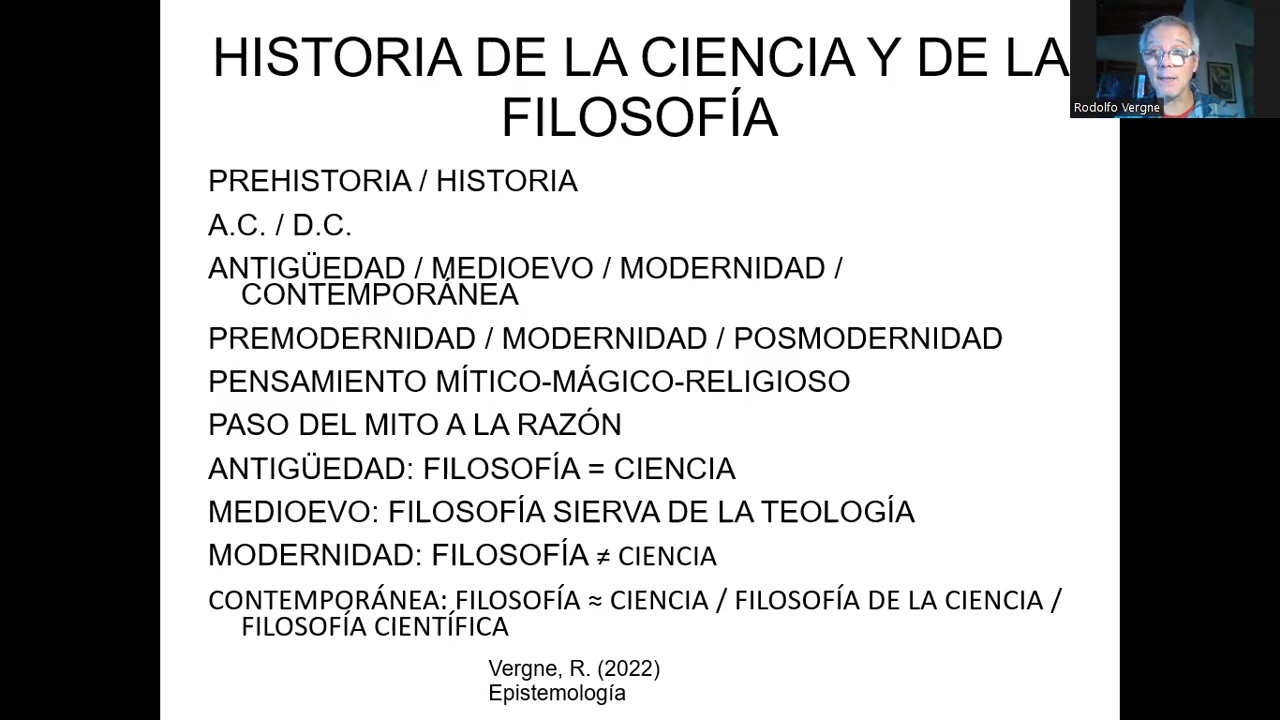 HISTORIA DE LA CIENCIA Y DE LA
FILOSOFÍA
Rodolfo Vergne
PREHISTORIA / HISTORIA
A.C. / D.C.
ANTIGÜEDAD / MEDIOEVO / MODERNIDAD /
CONTEMPORÁNEA
PREMODERNIDAD / MODERNIDAD / POSMODERNIDAD
PENSAMIENTO MÍTICO-MÁGICO-RELIGIOSO
PASO DEL MITO A LA RAZÓN
ANTIGÜEDAD: FILOSOFÍA = CIENCIA
MEDIOEVO: FILOSOFÍA SIERVA DE LA TEOLOGÍA
MODERNIDAD: FILOSOFÍA ≠ CIENCIA
CONTEMPORÁNEA: FILOSOFÍA ≈ CIENCIA / FILOSOFÍA DE LA CIENCIA /
FILOSOFÍA CIENTÍFICA
Vergne, R. (2022)
Epistemología